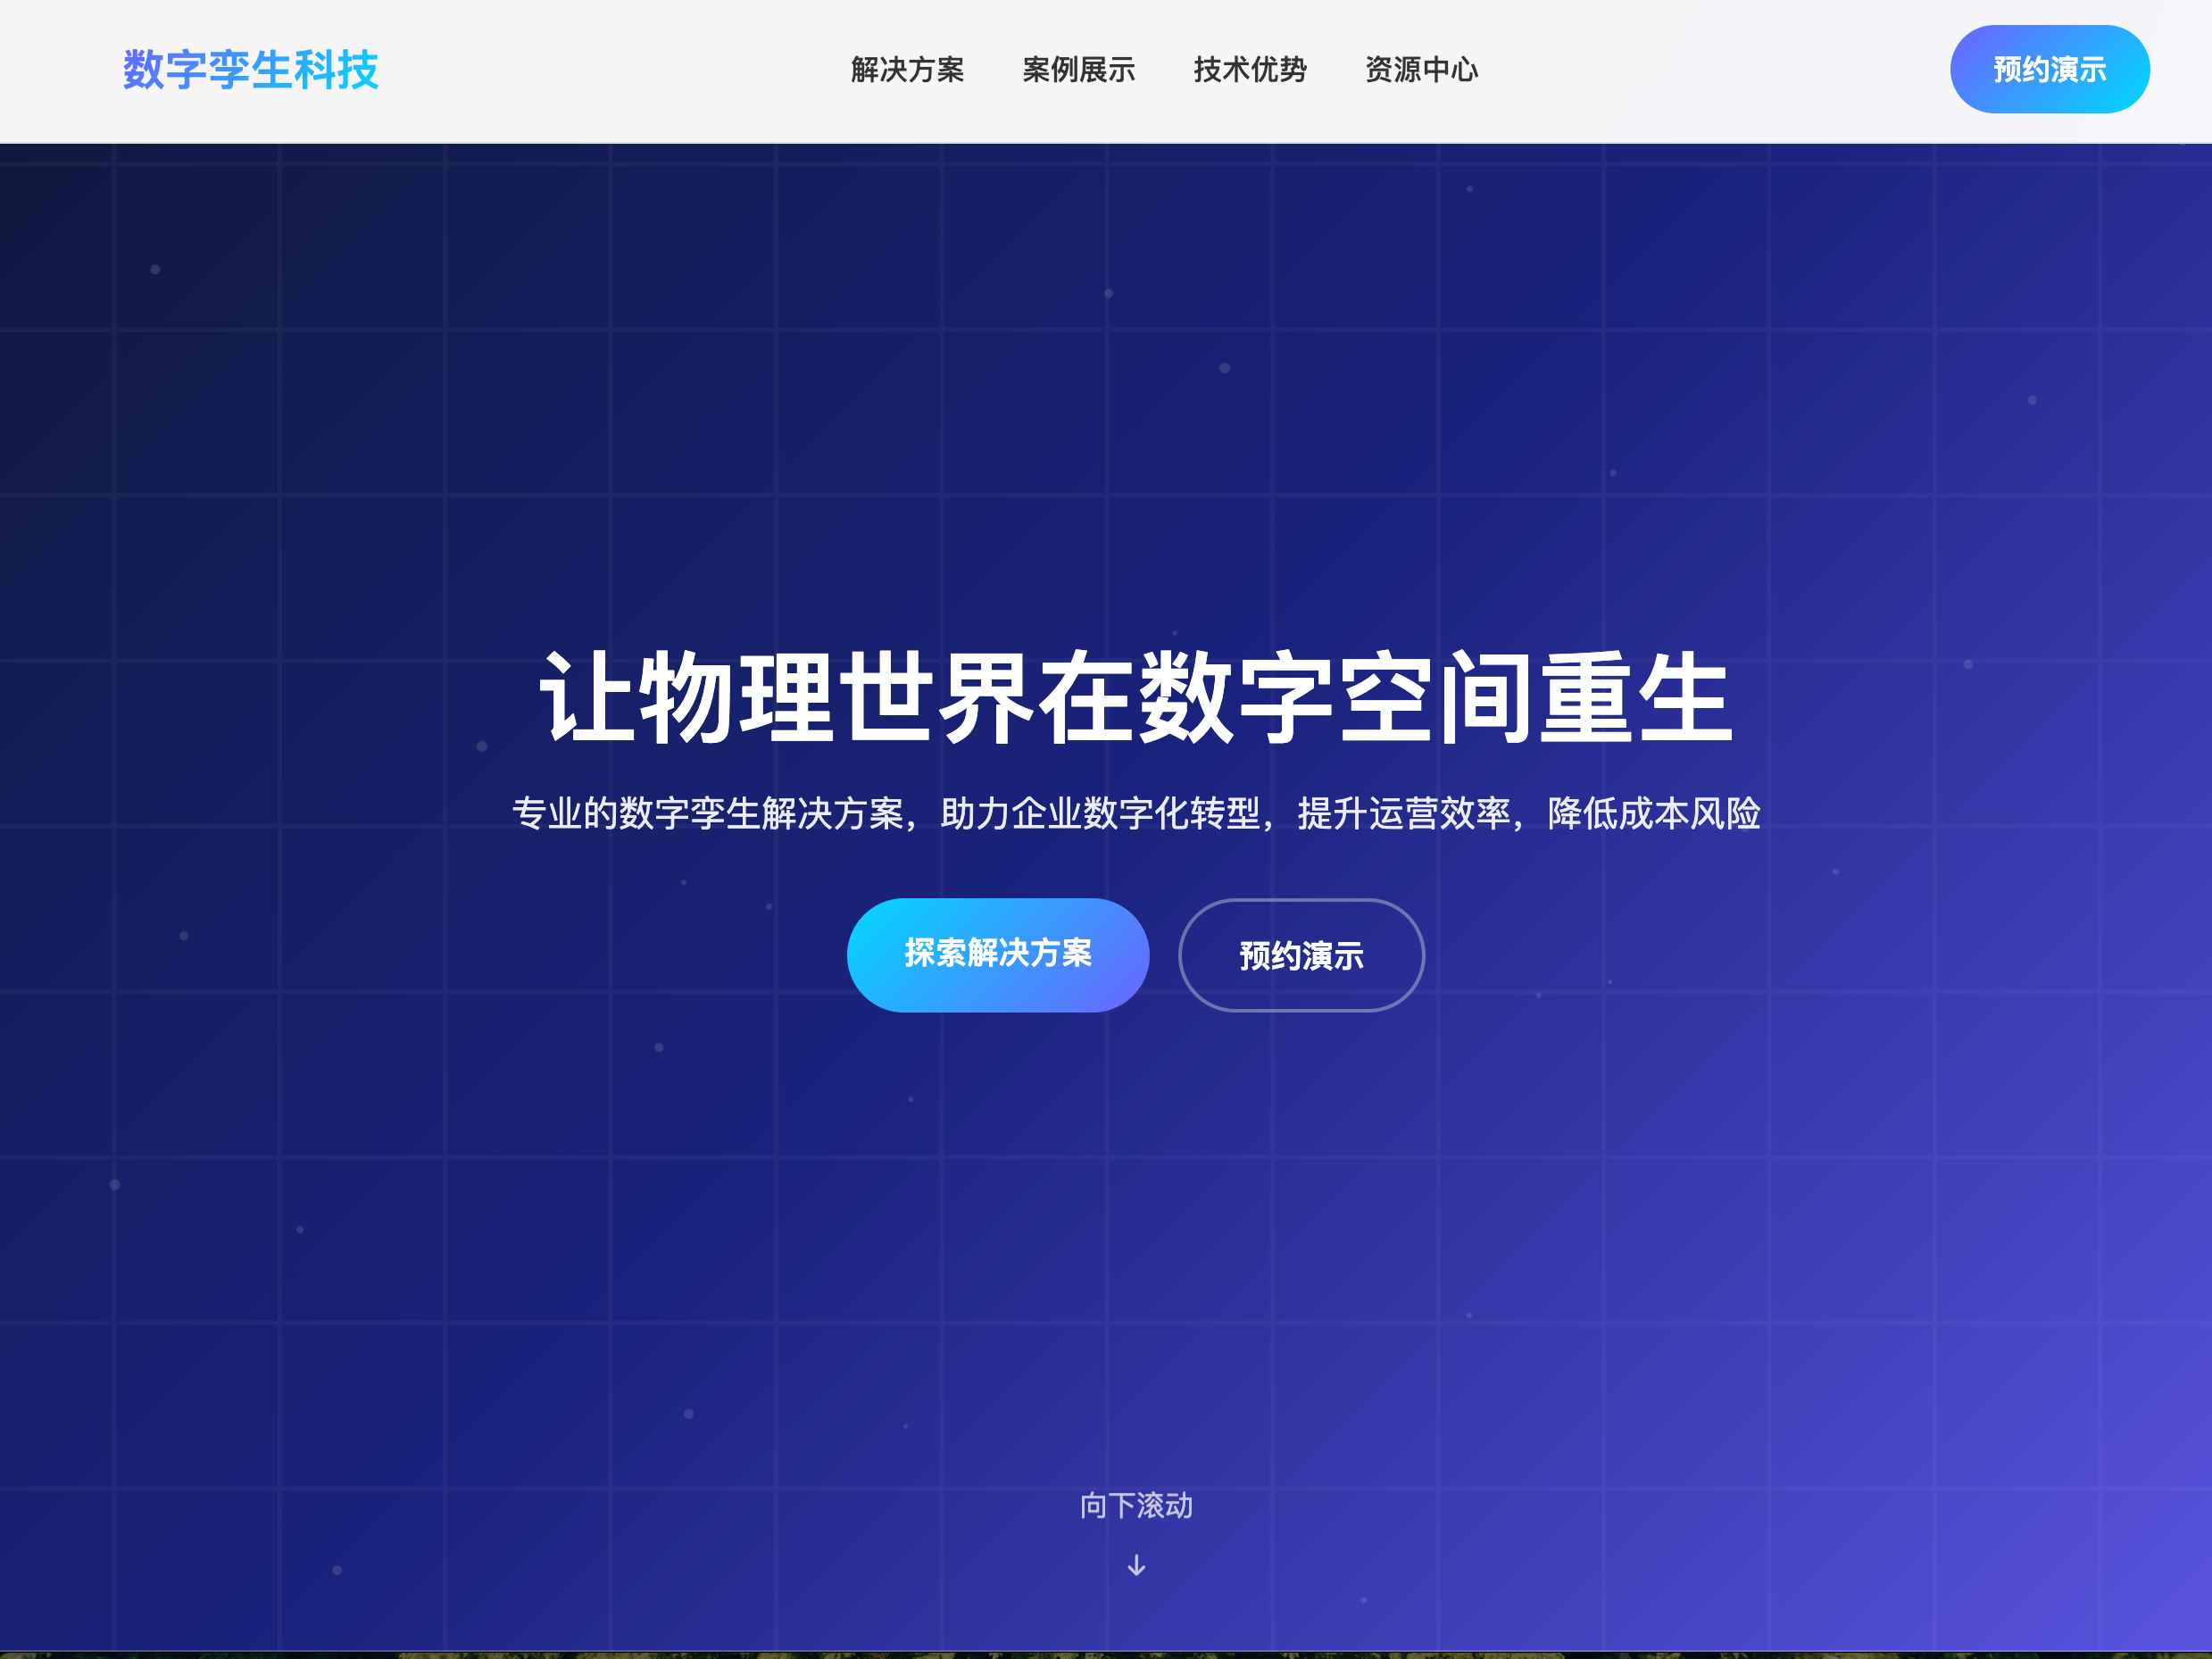 数字孪生科技
解决方案 案例展示 技术优势 资源中心
预约演示
让物理世界在数字空间重生
专业的数字孪生解决方案，助力企业数字化转型，提升运营效率，降低成本风险
探索解决方案
预约演示
向下滚动
↓